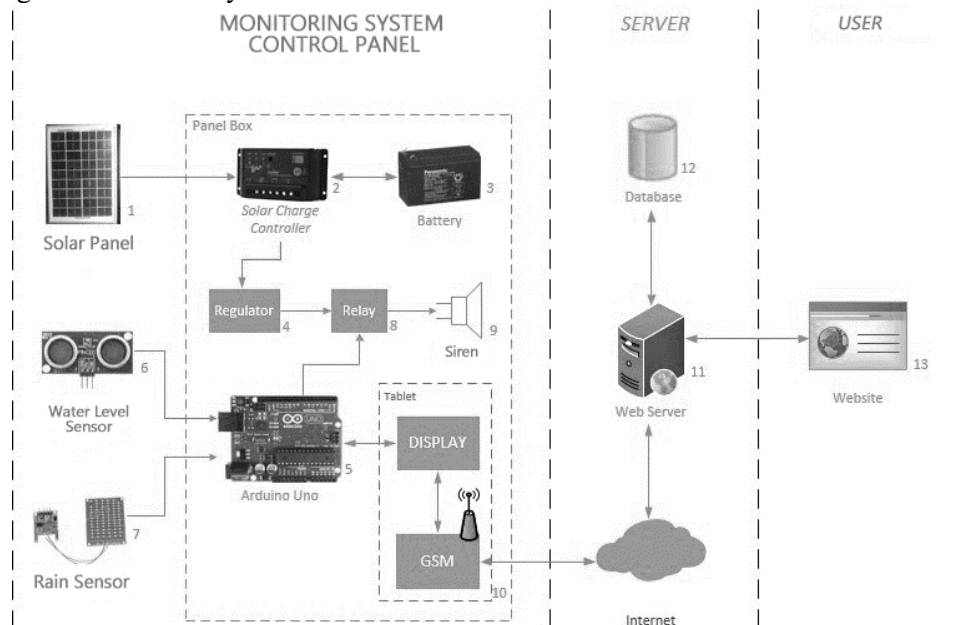 MONITORING SYSTEM
CONTROL PANEL
SERVER
USER
Panel Box
1
Solar Panel
2
Solar Charge
Controller
3
Battery
12
Database
Regulator
4
Relay
8
9
Siren
6
Water Level
Sensor
11
Web Server
13
Website
Tablet
DISPLAY
ARDUINO
UNO
5
Arduino Uno
7
Rain Sensor
GSM
10
Internet